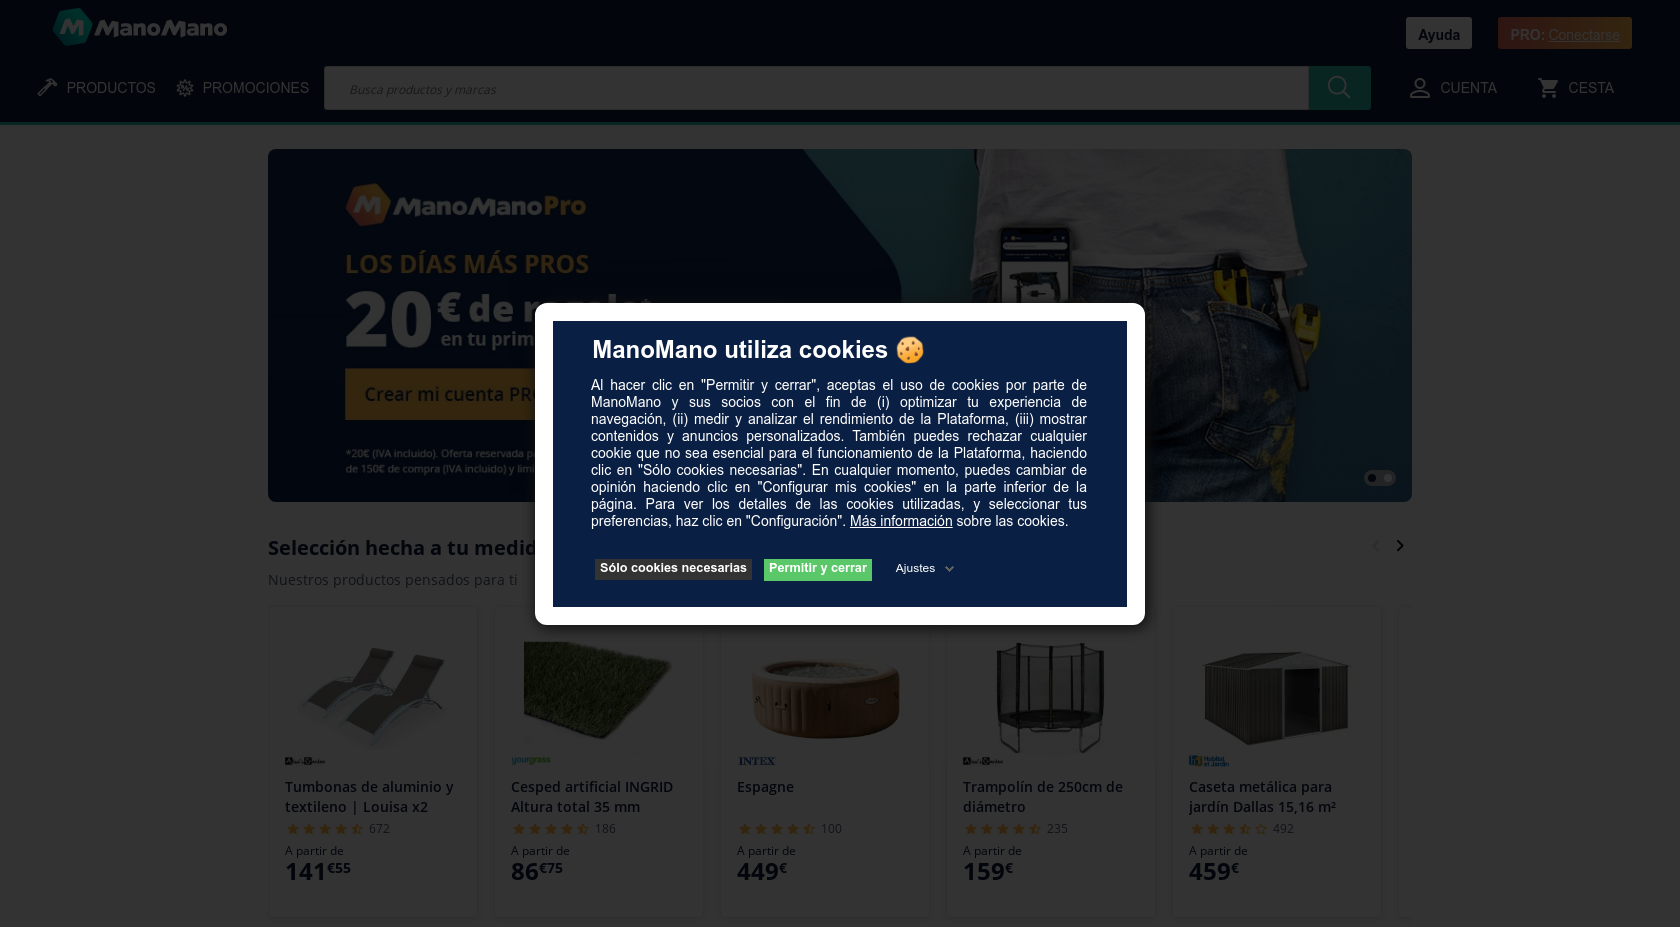 ManoMano
Ayuda
PRO: Conectarse
PRODUCTOS
PROMOCIONES
Busca productos y marcas
CUENTA
CESTA
ManoManoPro
LOS DÍAS MÁS PROS
20€ de
en tu prim
Crear mi cuenta PR
*20€ (IVA incluido). Oferta reservada p
de 150€ de compra (IVA incluido) y limi
ManoMano utiliza cookies
Al hacer clic en "Permitir y cerrar", aceptas el uso de cookies por parte de
ManoMano y sus socios con el fin de (i) optimizar tu experiencia de
navegación, (ii) medir y analizar el rendimiento de la Plataforma, (iii) mostrar
contenidos y anuncios personalizados. También puedes rechazar cualquier
cookie que no sea esencial para el funcionamiento de la Plataforma, haciendo
clic en "Sólo cookies necesarias". En cualquier momento, puedes cambiar de
opinión haciendo clic en "Configurar mis cookies" en la parte inferior de la
página. Para ver los detalles de las cookies utilizadas, y seleccionar tus
preferencias, haz clic en "Configuración". Más información sobre las cookies.
Sólo cookies necesarias
Permitir y cerrar
Ajustes
Selección hecha a tu medid
Nuestros productos pensados para ti
Tumbonas de aluminio y
textileno | Louisa x2
672
A partir de
141€55
yourgrass
Cesped artificial INGRID
Altura total 35 mm
186
A partir de
86€75
INTEX
Espagne
100
A partir de
449€
Trampolín de 250cm de
diámetro
235
A partir de
159€
Habitat
et Jardin
Caseta metálica para
jardín Dallas 15,16 m²
492
A partir de
459€